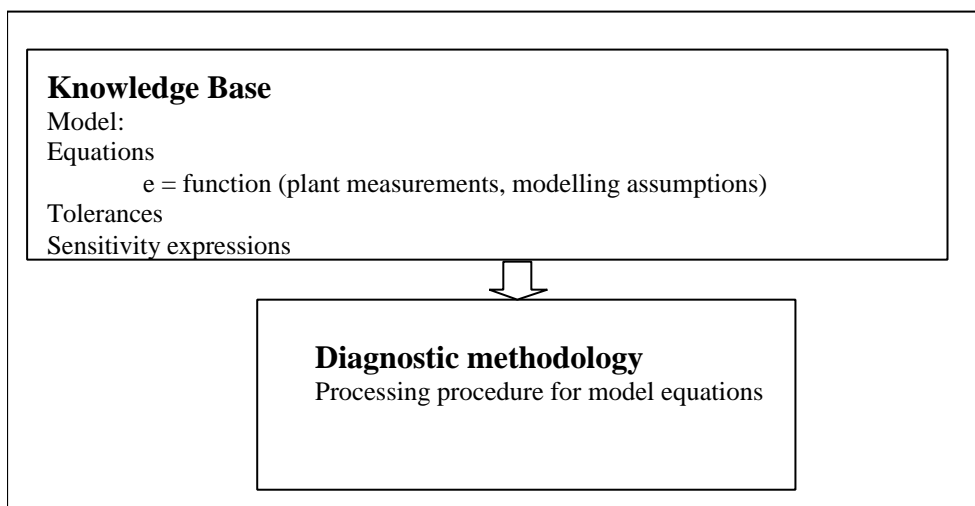 Knowledge Base
Model:
Equations
e = function (plant measurements, modelling assumptions)
Tolerances
Sensitivity expressions
Diagnostic methodology
Processing procedure for model equations